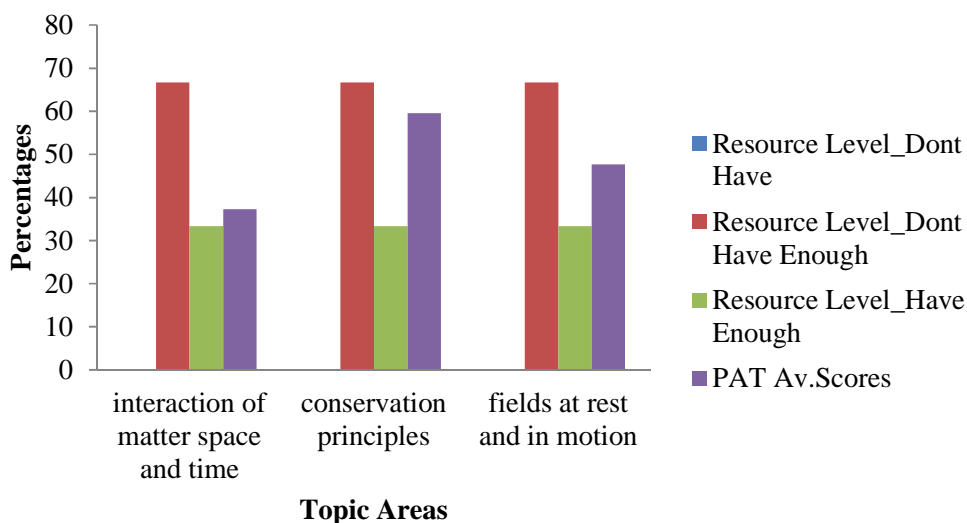 80
70
60
50
40
30
20
10
0
Percentages
interaction of
matter space
and time
conservation
principles
fields at rest
and in motion
Topic Areas
Resource Level_Dont
Have
Resource Level_Dont
Have Enough
Resource Level_Have
Enough
PAT Av.Scores